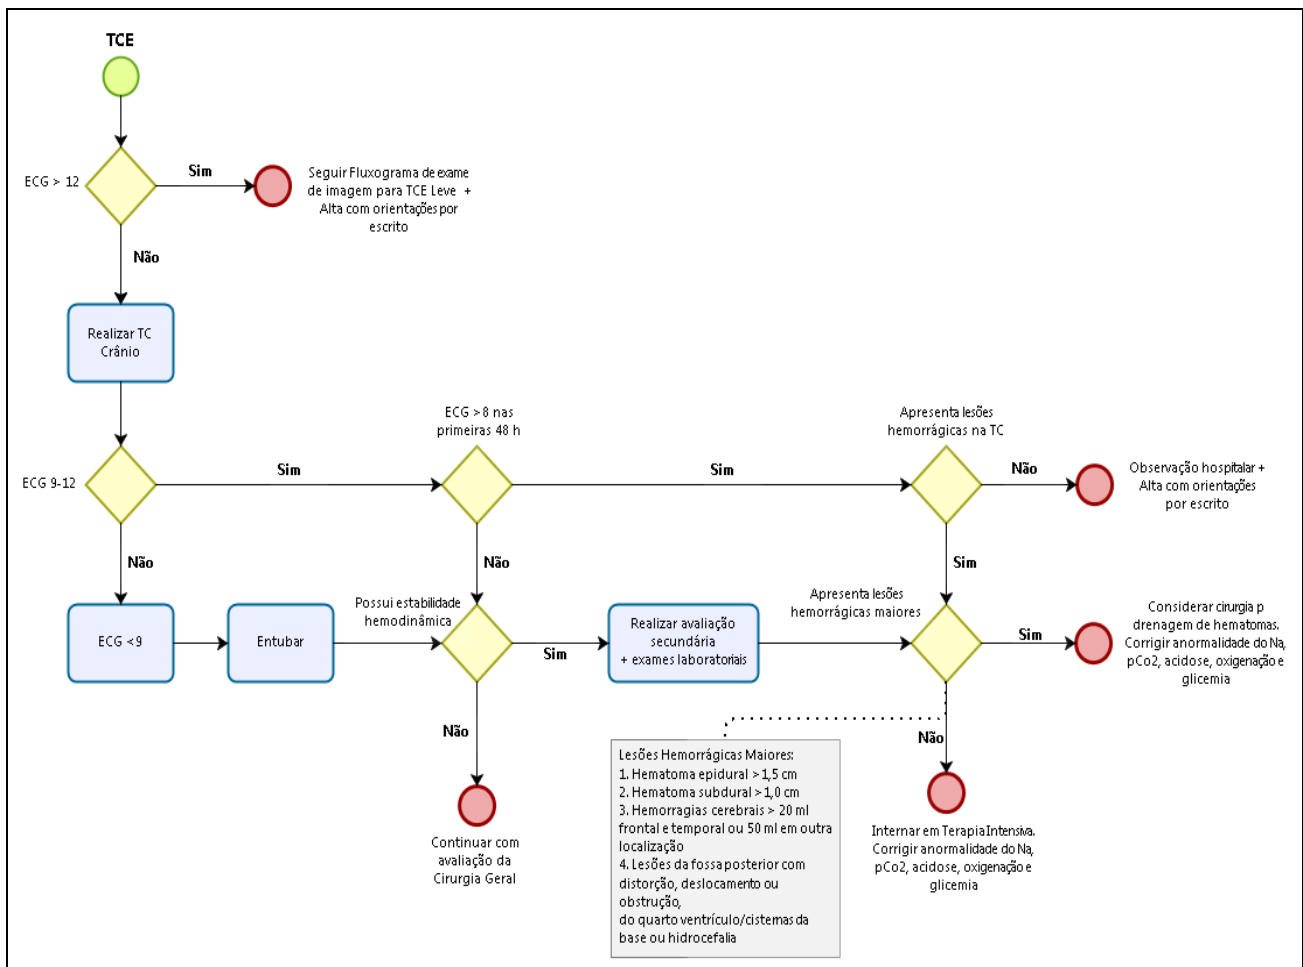 TCE
ECG > 12
Sim
Seguir Fluxograma de exame
de imagem para TCE Leve +
Alta com orientações por
escrito
Não
Realizar TC
Crânio
ECG >8 nas
primeiras 48 h
Apresenta lesões
hemorrágicas na TC
ECG 9-12
Sim
Sim
Não
Observação hospitalar +
Alta com orientações
por escrito
Não
Não
Sim
ECG <9
Entubar
Possui estabilidade
hemodinâmica
Sim
Realizar avaliação
secundária
+ exames laboratoriais
Apresenta lesões
hemorrágicas maiores
Sim
Considerar cirurgia p
drenagem de hematomas.
Corrigir anormalidade do Na,
pCo2, acidose, oxigenação e
glicemia
Não
Não
Continuar com
avaliação da
Cirurgia Geral
Lesões Hemorrágicas Maiores:
1. Hematoma epidural > 1,5 cm
2. Hematoma subdural > 1,0 cm
3. Hemorragias cerebrais > 20 ml
frontal e temporal ou 50 ml em outra
localização
4. Lesões da fossa posterior com
distorção, deslocamento ou
obstrução,
do quarto ventrículo/cisternas da
base ou hidrocefalia
Internar em Terapia Intensiva.
Corrigir anormalidade do Na,
pCo2, acidose, oxigenação e
glicemia